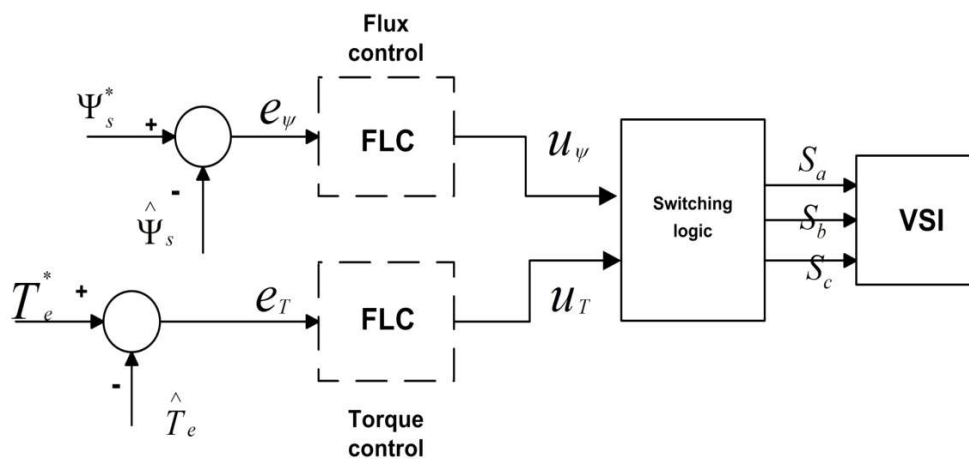 Flux
control
Ψ*s
+
eψ
FLC
uψ
-
Ψ̂s
Switching
logic
Sa
Sb
Sc
VSI
T*e
+
eT
FLC
uT
-
T̂e
Torque
control